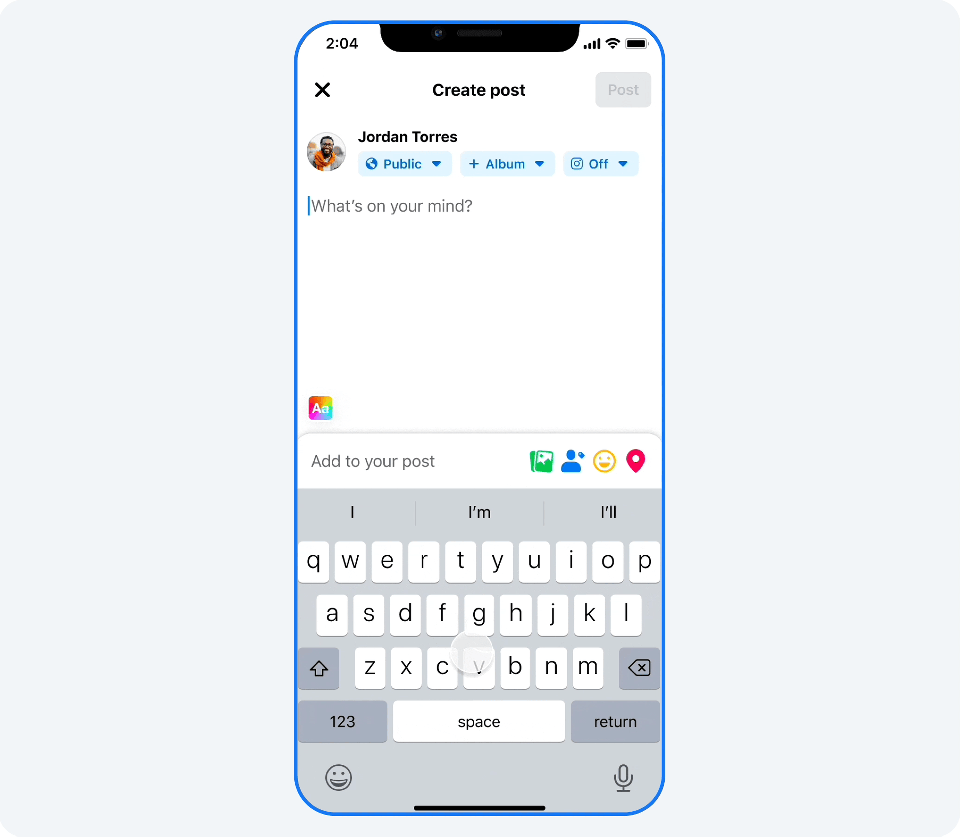 2:04
Create post
Post
Jordan Torres
Public
+ Album
Off
What's on your mind?
Aa
Add to your post
I
I'm
I'll
q w e r t y u i o p
a s d f g h j k l
z x c v b n m
123
space
return